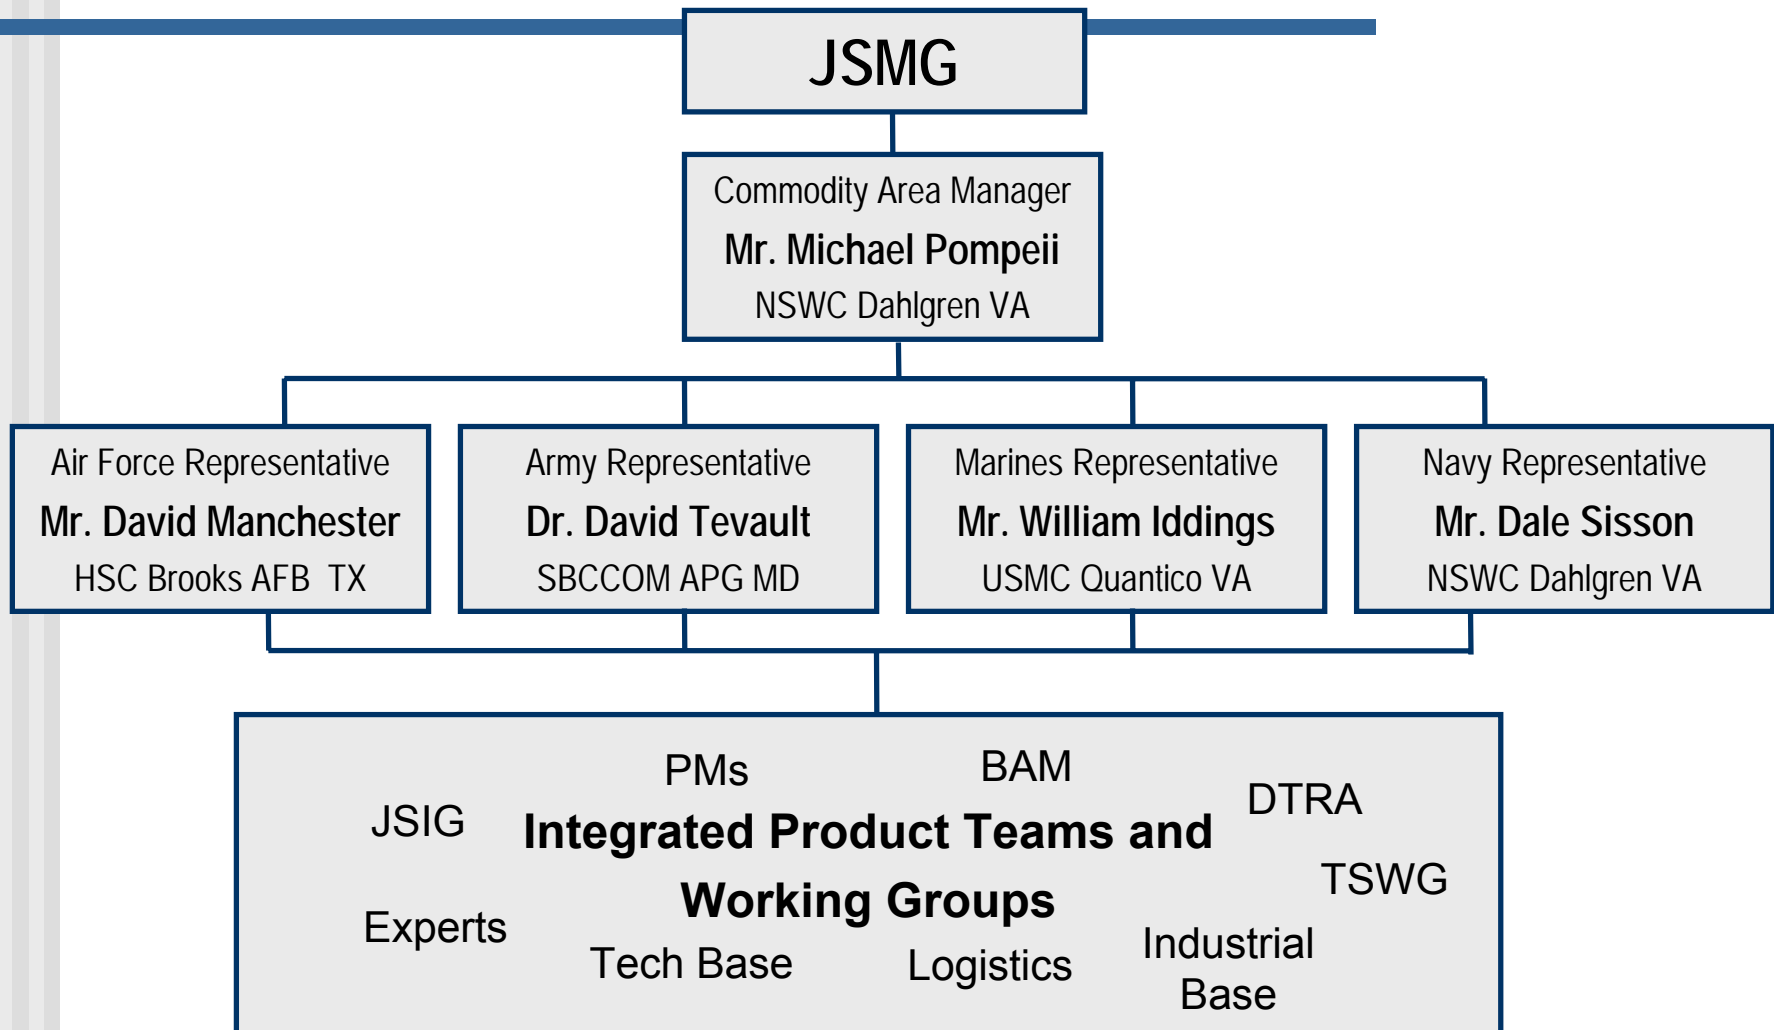 JSMG
Commodity Area Manager
Mr. Michael Pompeii
NSWC Dahlgren VA
Air Force Representative
Mr. David Manchester
HSC Brooks AFB TX
Army Representative
Dr. David Tevault
SBCCOM APG MD
Marines Representative
Mr. William Iddings
USMC Quantico VA
Navy Representative
Mr. Dale Sisson
NSWC Dahlgren VA
PMs
BAM
DTRA
JSIG
Integrated Product Teams and
Working Groups
TSWG
Experts
Tech Base
Logistics
Industrial
Base